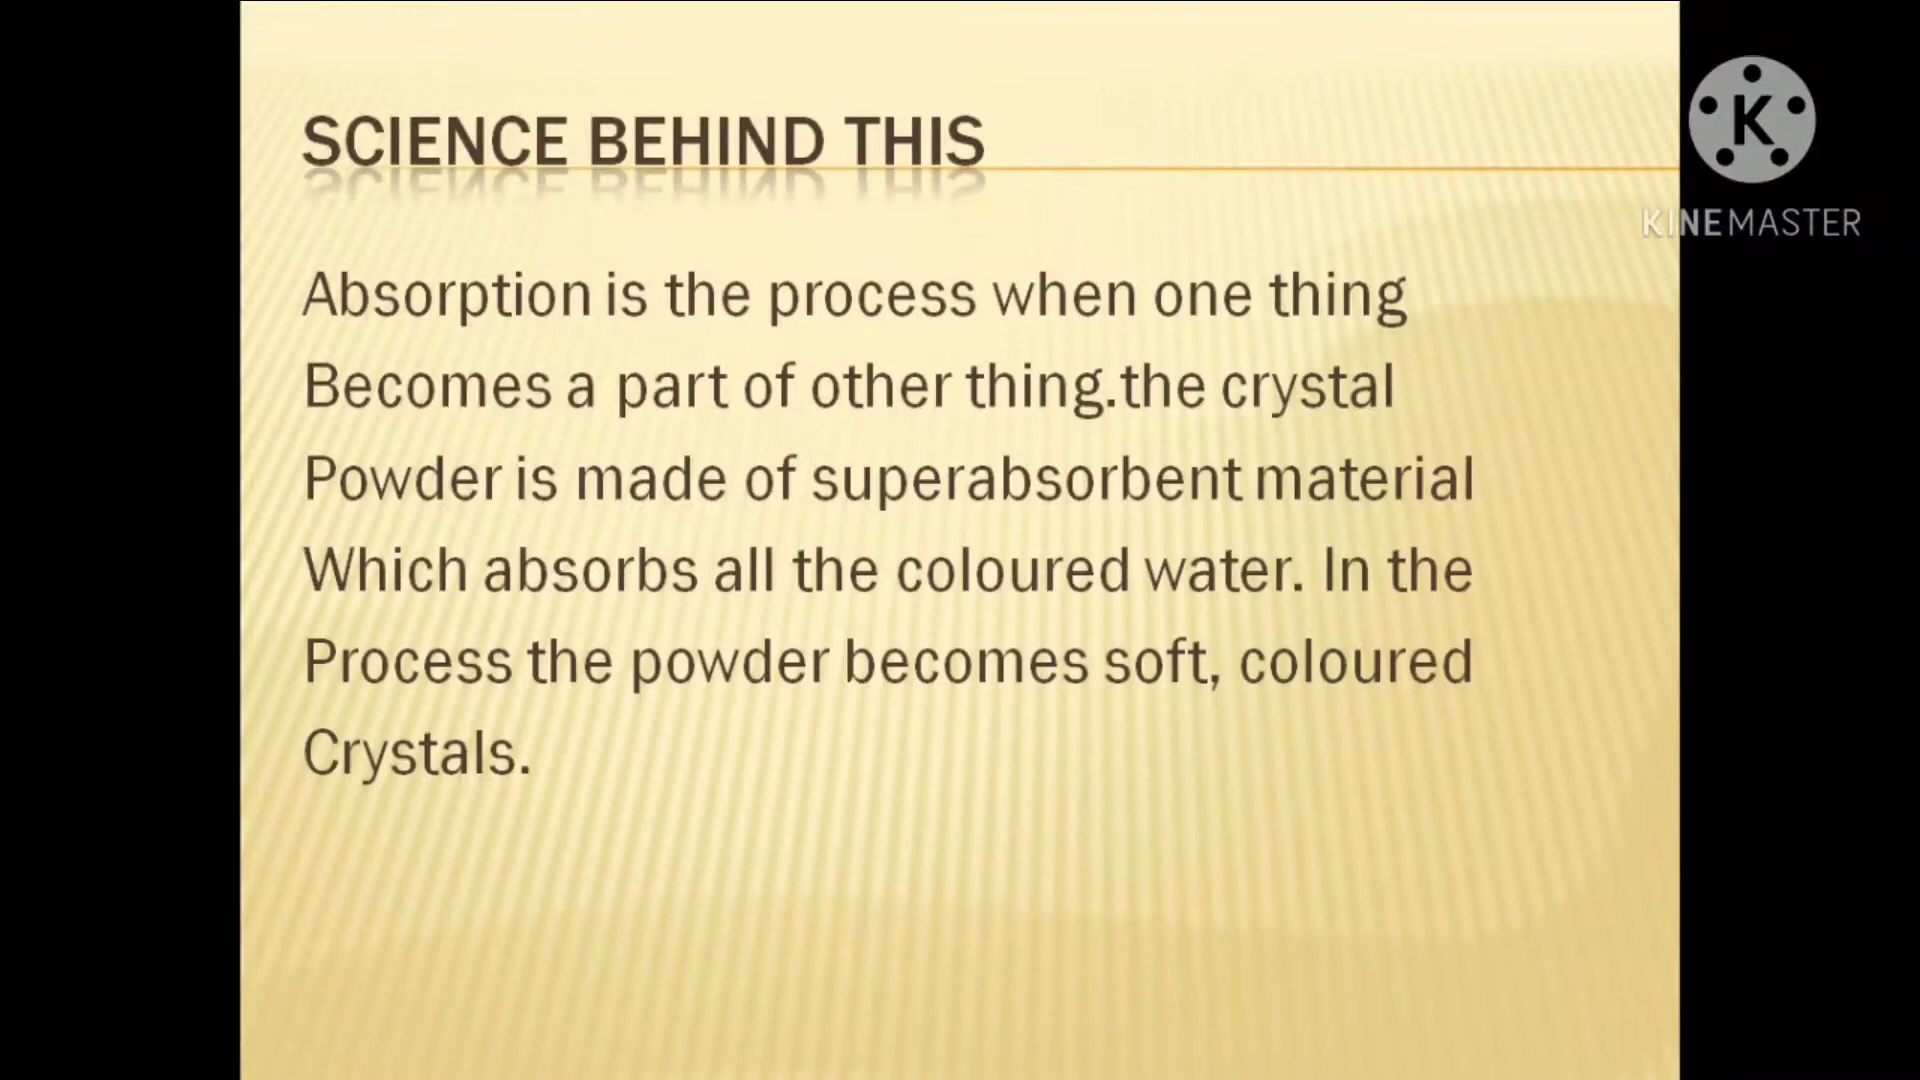 SCIENCE BEHIND THIS
K
KINEMASTER
Absorption is the process when one thing
Becomes a part of other thing.the crystal
Powder is made of superabsorbent material
Which absorbs all the coloured water. In the
Process the powder becomes soft, coloured
Crystals.